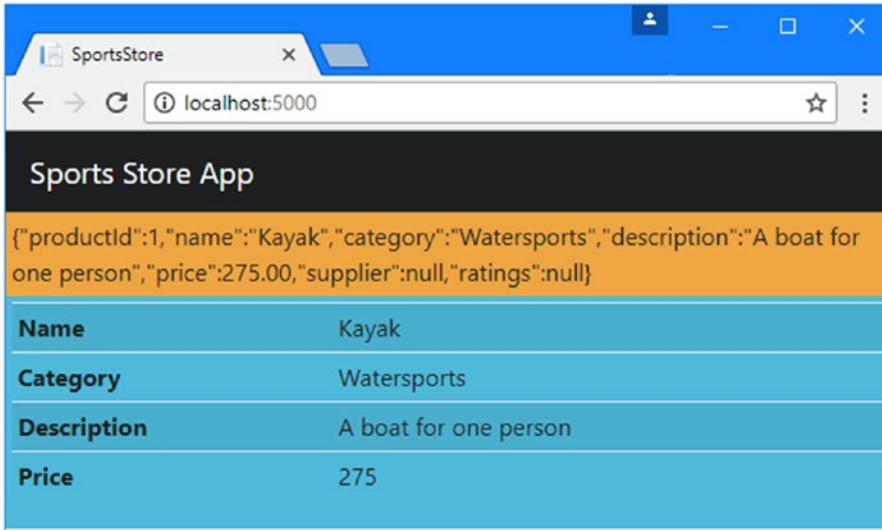 SportsStore
localhost:5000
Sports Store App
{"productId":1,"name":"Kayak","category":"Watersports","description":"A boat for
one person","price":275.00,"supplier":null,"ratings":null}
Name Kayak
Category Watersports
Description A boat for one person
Price 275